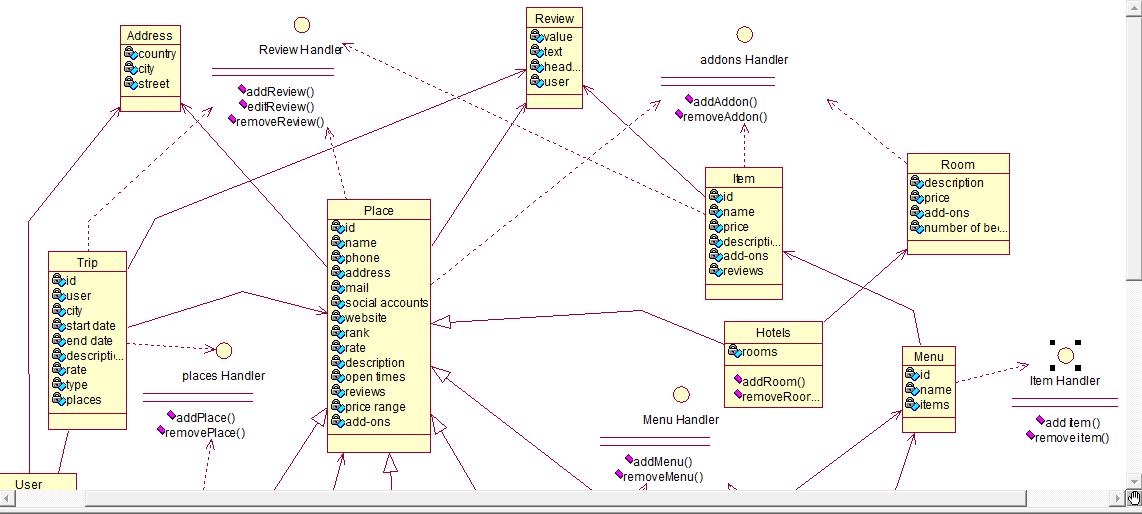 Address
country
city
street
Review Handler
addReview()
editReview()
removeReview()
Review
value
text
head...
user
addons Handler
addAddon()
removeAddon()
Item
id
name
price
descripti...
add-ons
reviews
Room
description
price
add-ons
number of be...
Place
id
name
phone
address
mail
social accounts
website
rank
rate
description
open times
reviews
price range
add-ons
Trip
id
user
city
start date
end date
descripti...
rate
type
places
places Handler
addPlace()
removePlace()
Hotels
rooms
addRoom()
removeRoor...
Menu
id
name
items
Item Handler
add item()
remove item()
Menu Handler
addMenu()
removeMenu()
User